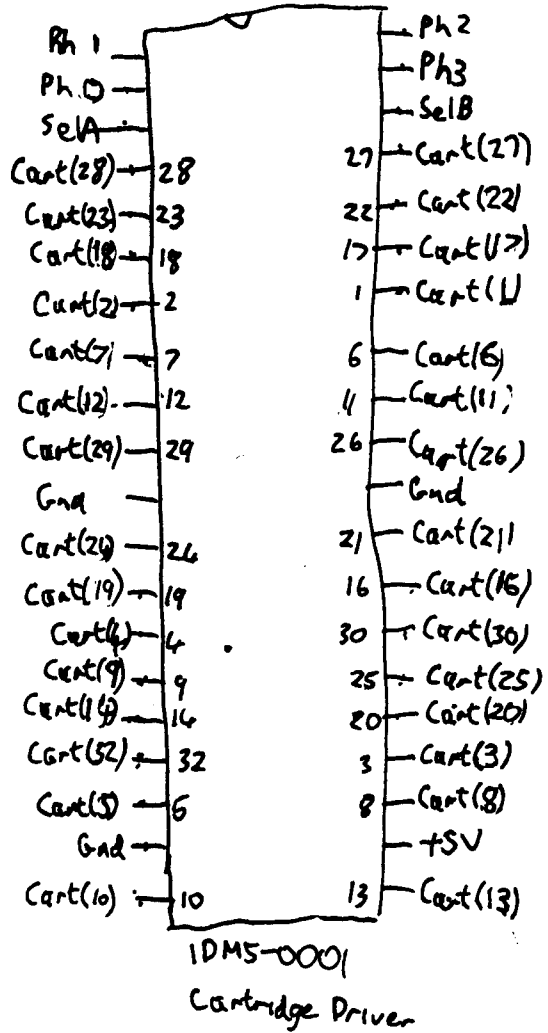 Ph 1
Ph 0
SelA
Cart(28) 28
Cart(23) 23
Cart(18) 18
Cart(2) 2
Cart(7) 7
Cart(12) 12
Cart(29) 29
Gnd
Cart(24) 24
Cart(19) 19
Cart(4) 4
Cart(9) 9
Cart(14) 14
Cart(32) 32
Cart(5) 5
Gnd
Cart(10) 10
Ph2
Ph3
SelB
27 Cart(27)
22 Cart(22)
17 Cart(17)
1 Cart(1)
6 Cart(6)
11 Cart(11)
26 Cart(26)
Gnd
21 Cart(21)
16 Cart(16)
30 Cart(30)
25 Cart(25)
20 Cart(20)
3 Cart(3)
8 Cart(8)
+5V
13 Cart(13)
IDM5-0001
Cartridge Driver